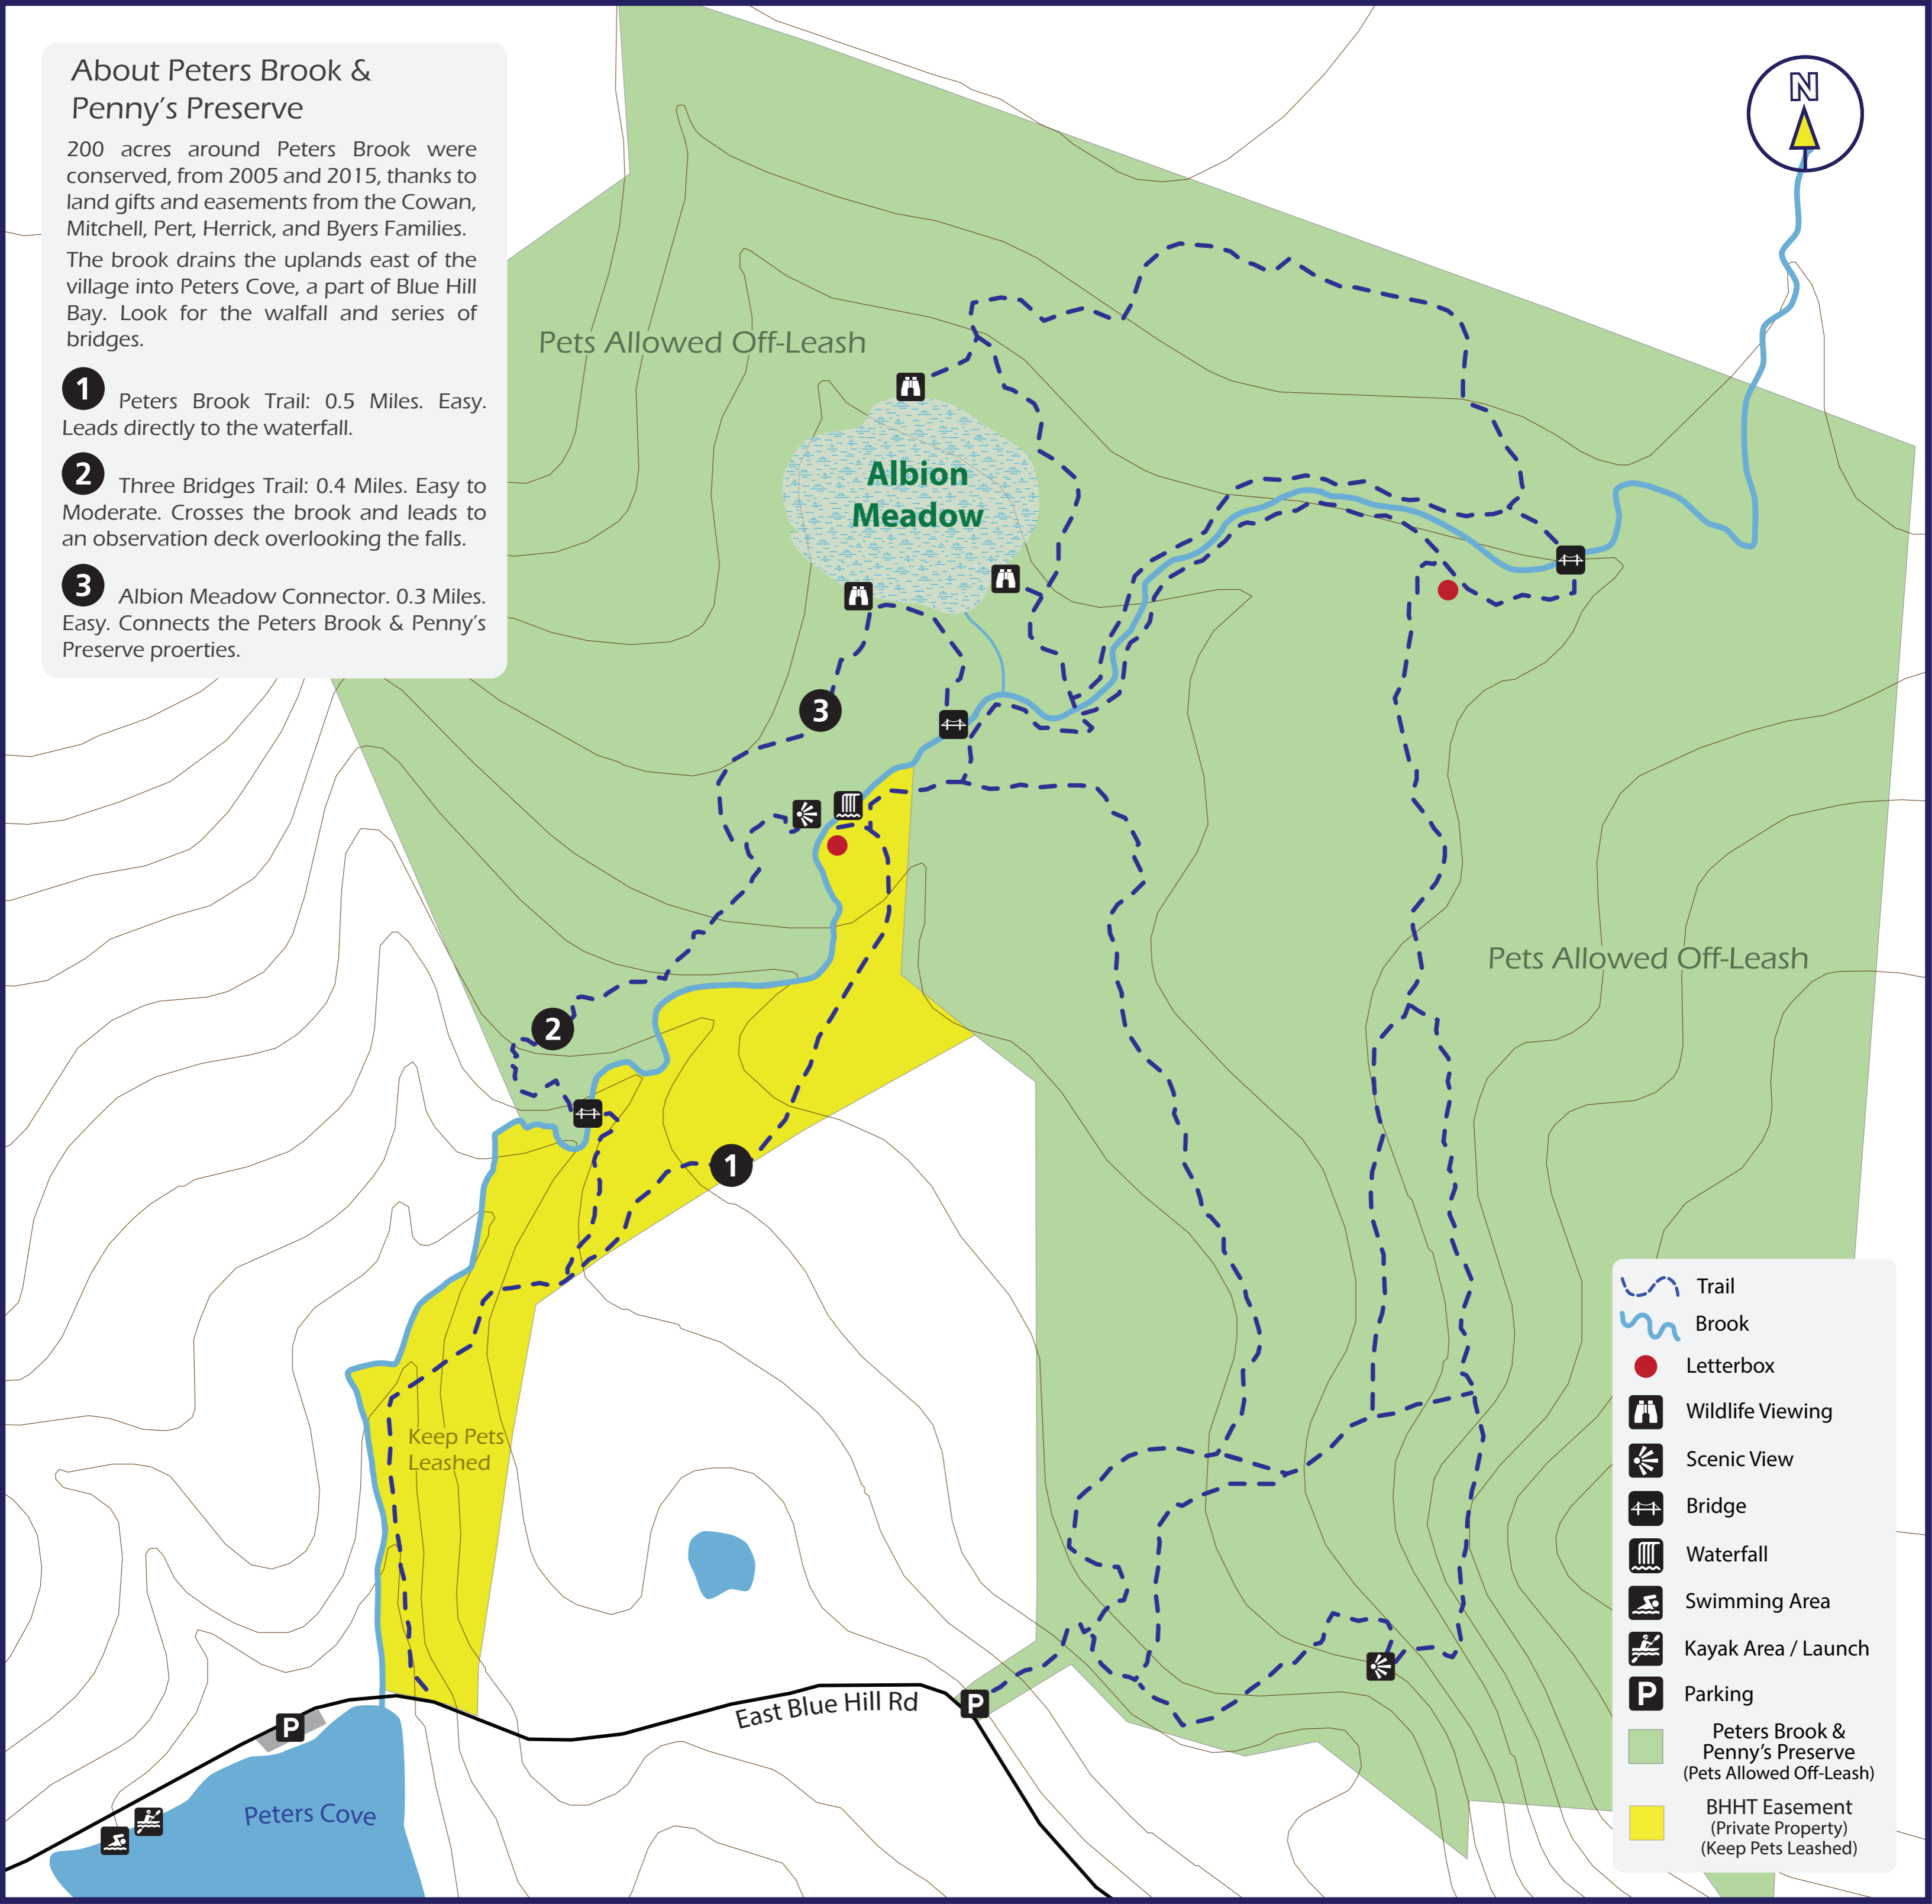 About Peters Brook &
Penny's Preserve
200 acres around Peters Brook were
conserved, from 2005 and 2015, thanks to
land gifts and easements from the Cowan,
Mitchell, Pert, Herrick, and Byers Families.
The brook drains the uplands east of the
village into Peters Cove, a part of Blue Hill
Bay. Look for the walfall and series of
bridges.
1 Peters Brook Trail: 0.5 Miles. Easy.
Leads directly to the waterfall.
2 Three Bridges Trail: 0.4 Miles. Easy to
Moderate. Crosses the brook and leads to
an observation deck overlooking the falls.
3 Albion Meadow Connector. 0.3 Miles.
Easy. Connects the Peters Brook & Penny's
Preserve proerties.
N
Pets Allowed Off-Leash
Albion
Meadow
3
Pets Allowed Off-Leash
2
1
Keep Pets
Leashed
East Blue Hill Rd
P
P
Peters Cove
Trail
Brook
Letterbox
Wildlife Viewing
Scenic View
Bridge
Waterfall
Swimming Area
Kayak Area / Launch
P Parking
Peters Brook &
Penny's Preserve
(Pets Allowed Off-Leash)
BHHT Easement
(Private Property)
(Keep Pets Leashed)